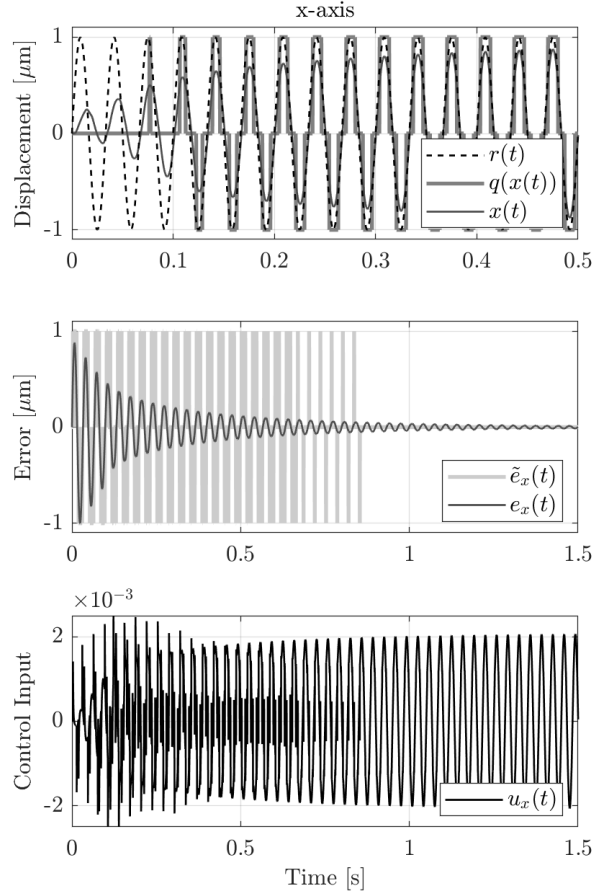 x-axis
Displacement [μm]
1
0
-1
r(t)
q(x(t))
x(t)
0 0.1 0.2 0.3 0.4 0.5
Error [μm]
1
0
-1
ẽₓ(t)
eₓ(t)
0 0.5 1 1.5
×10⁻³
Control Input
2
0
-2
uₓ(t)
0 0.5 1 1.5
Time [s]